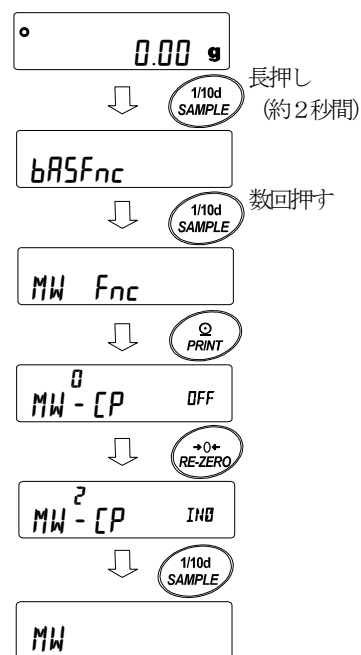 0.00 g
1/10d
SAMPLE
長押し
（約２秒間）
bASFnc
1/10d
SAMPLE
数回押す
MW Fnc
PRINT
0
MW-CP OFF
→0←
RE-ZERO
2
MW-CP IN0
1/10d
SAMPLE
MW